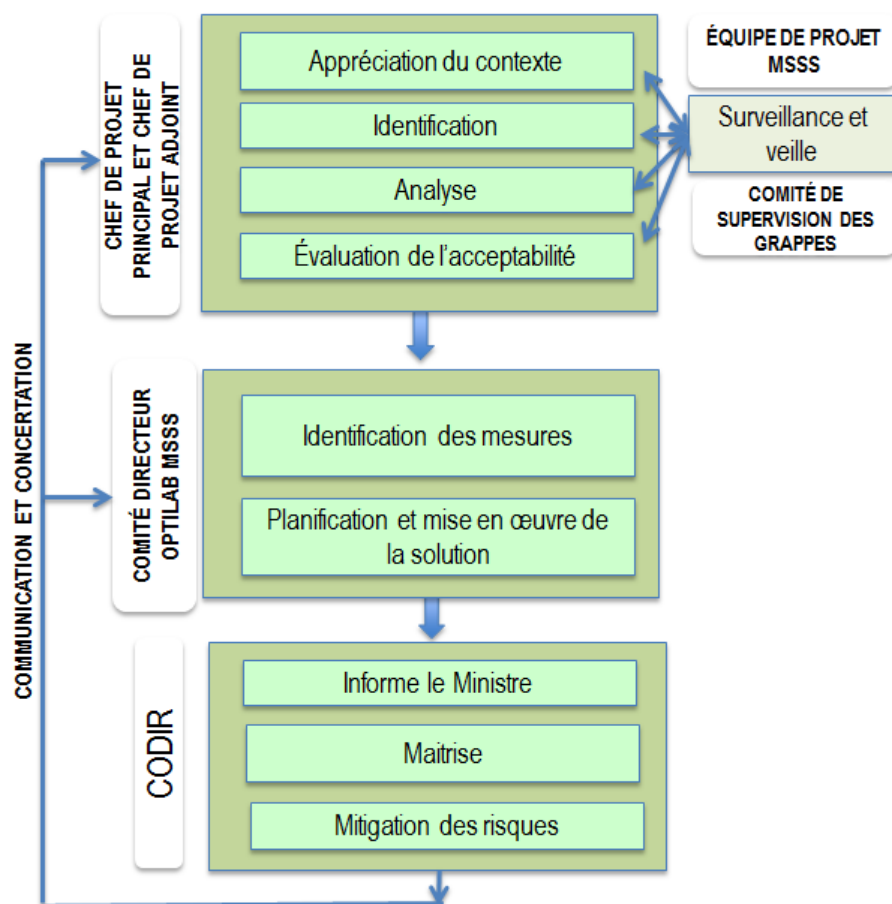 COMMUNICATION ET CONCERTATION
CHEF DE PROJET
PRINCIPAL ET CHEF DE
PROJET ADJOINT
Appréciation du contexte
Identification
Analyse
Évaluation de l’acceptabilité
ÉQUIPE DE PROJET
MSSS
Surveillance et
veille
COMITÉ DE
SUPERVISION DES
GRAPPES
COMITÉ DIRECTEUR
OPTILAB MSSS
Identification des mesures
Planification et mise en œuvre de
la solution
CODIR
Informe le Ministre
Maitrise
Mitigation des risques